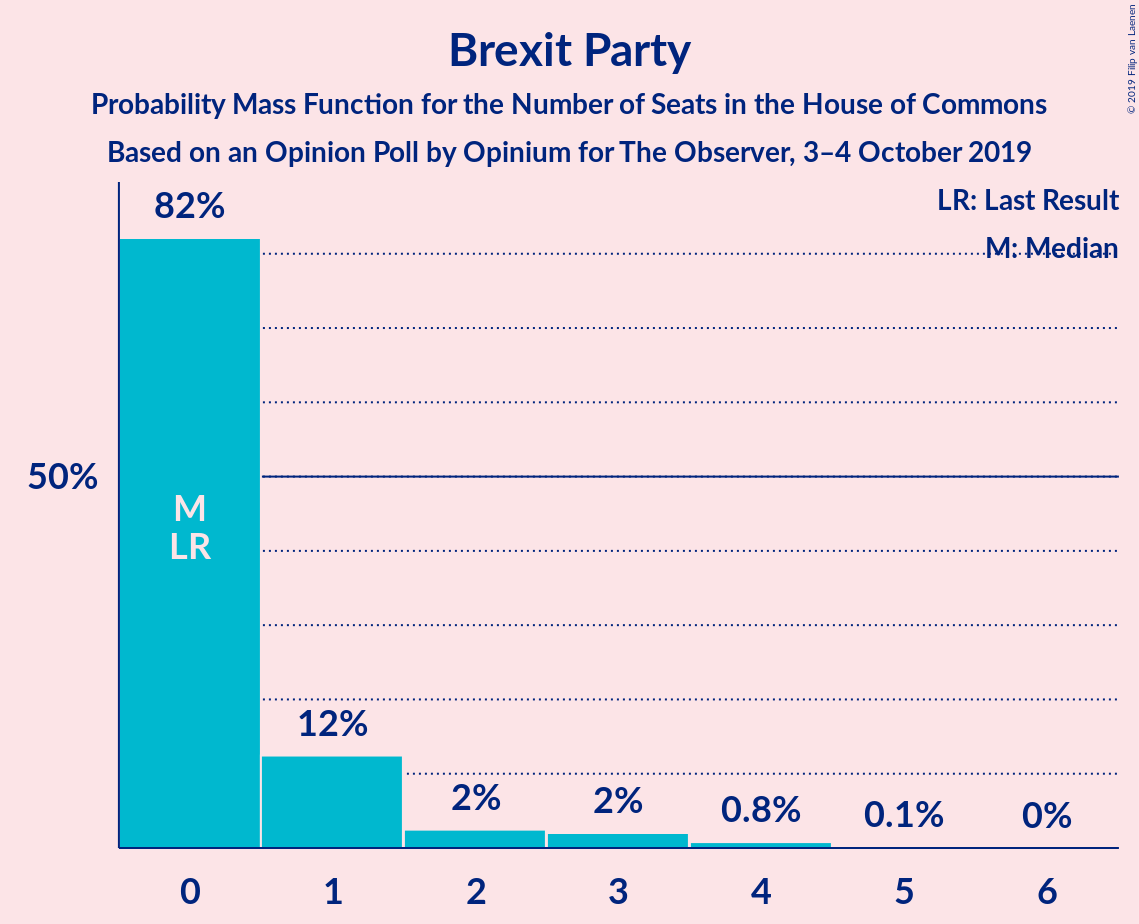 Brexit Party
Probability Mass Function for the Number of Seats in the House of Commons
Based on an Opinion Poll by Opinium for The Observer, 3–4 October 2019
© 2019 Filip van Laenen
LR: Last Result
M: Median
82%
50%
M
LR
12%
2%
2%
0.8%
0.1%
0%
0
1
2
3
4
5
6